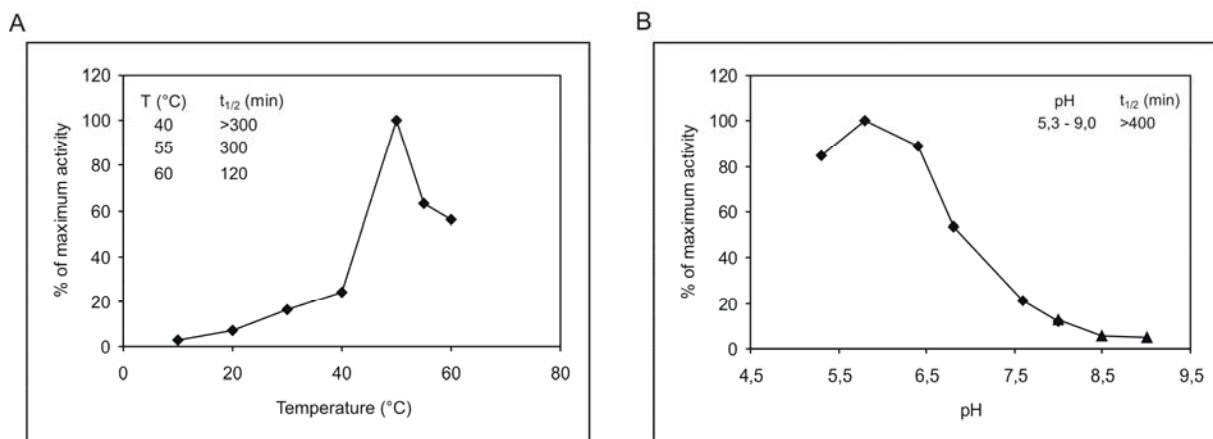 A
% of maximum activity
120
100
80
60
40
20
0
T (°C) t1/2 (min)
40 >300
55 300
60 120
0 20 40 60 80
Temperature (°C)
B
% of maximum activity
120
100
80
60
40
20
0
pH t1/2 (min)
5,3 - 9,0 >400
4,5 5,5 6,5 7,5 8,5 9,5
pH